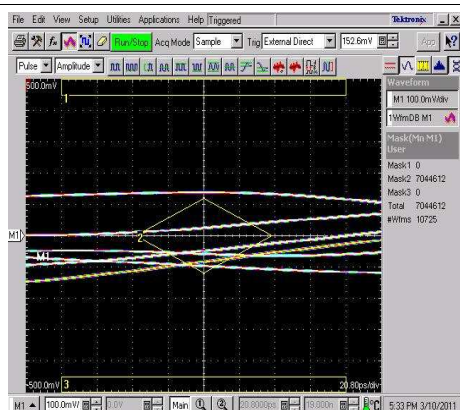 File Edit View Setup Utilities Applications Help Triggered
Tektronix
Run/Stop Acq Mode Sample Trig External Direct 152.6mV App
Pulse Amplitude
500.0mV
1
Waveform
M1 100.0mV/div
1WfmDB M1
Mask(Mn M1)
User
Mask1 0
Mask2 7044612
Mask3 0
Total 7044612
#Wfms 10725
M1
2
M1
-500.0mV
3
20.80ps/div
M1 100.0mV 0.0V Main 1 2 20.8000ps 19.000n 5:33 PM 3/10/2011